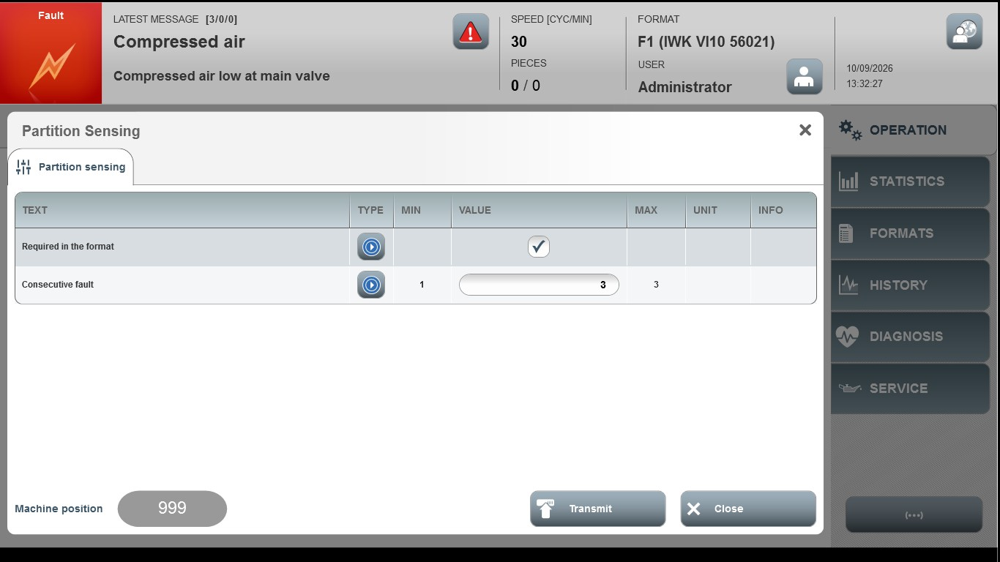 Fault
LATEST MESSAGE [3/0/0]
Compressed air
Compressed air low at main valve
SPEED [CYC/MIN]
30
PIECES
0 / 0
FORMAT
F1 (IWK VI10 56021)
USER
Administrator
10/09/2026
13:32:27
Partition Sensing
Partition sensing
TEXT TYPE MIN VALUE MAX UNIT INFO
Required in the format
Consecutive fault 1 3 3
Machine position 999
Transmit
Close
OPERATION
STATISTICS
FORMATS
HISTORY
DIAGNOSIS
SERVICE
(•••)